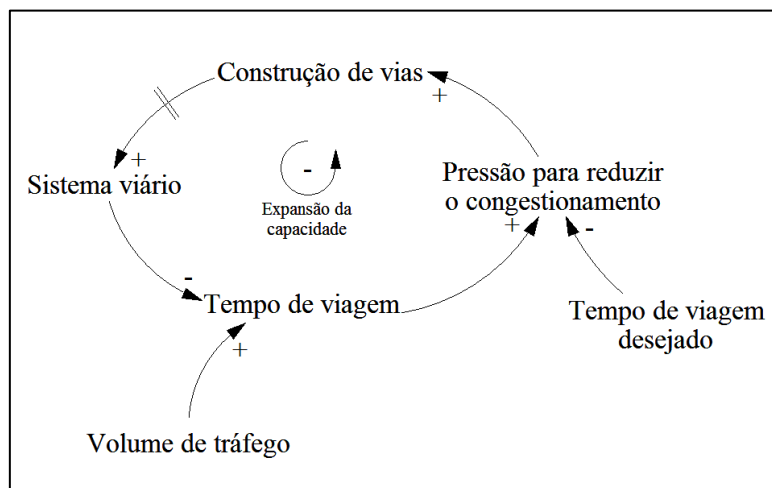 Construção de vias
+
+
Sistema viário
-
Expansão da
capacidade
Pressão para reduzir
o congestionamento
+
-
-
Tempo de viagem
+
Tempo de viagem
desejado
Volume de tráfego